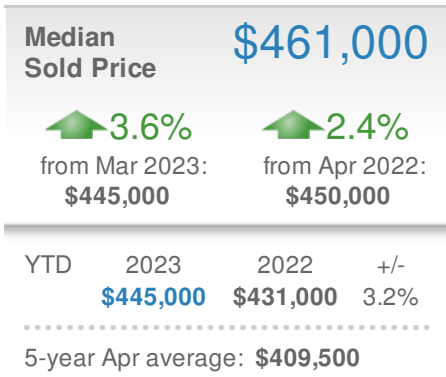 Median
Sold Price
$461,000
3.6%
from Mar 2023:
$445,000
2.4%
from Apr 2022:
$450,000
YTD 2023 2022 +/-
$445,000 $431,000 3.2%
5-year Apr average: $409,500